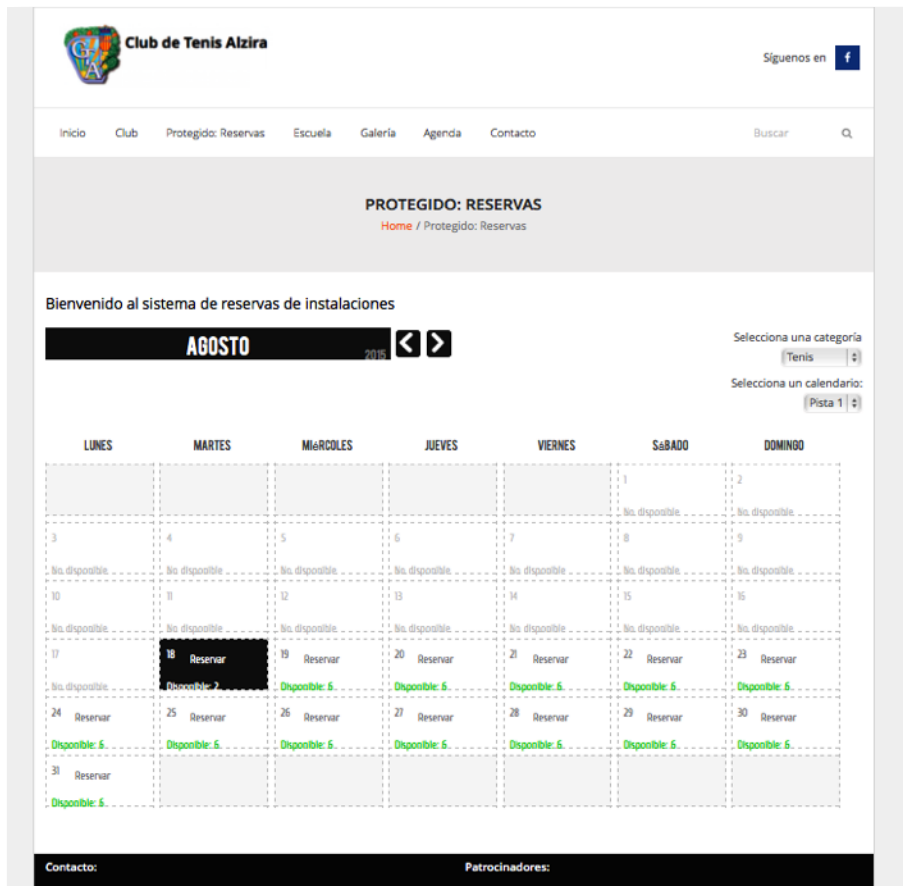 Club de Tenis Alzira
Síguenos en f
Inicio Club Protegido: Reservas Escuela Galería Agenda Contacto Buscar
PROTEGIDO: RESERVAS
Home / Protegido: Reservas
Bienvenido al sistema de reservas de instalaciones
AGOSTO 2015
Selecciona una categoría
Tenis
Selecciona un calendario:
Pista 1
LUNES MARTES MIéRCOLES JUEVES VIERNES SáBADO DOMINGO
1 2
No disponible No disponible
3 4 5 6 7 8 9
No disponible No disponible No disponible No disponible No disponible No disponible No disponible
10 11 12 13 14 15 16
No disponible No disponible No disponible No disponible No disponible No disponible No disponible
17 18 Reservar 19 Reservar 20 Reservar 21 Reservar 22 Reservar 23 Reservar
No disponible Disponible: 2 Disponible: 6 Disponible: 6 Disponible: 6 Disponible: 6 Disponible: 6
24 Reservar 25 Reservar 26 Reservar 27 Reservar 28 Reservar 29 Reservar 30 Reservar
Disponible: 6 Disponible: 6 Disponible: 6 Disponible: 6 Disponible: 6 Disponible: 6 Disponible: 6
31 Reservar
Disponible: 6
Contacto: Patrocinadores: